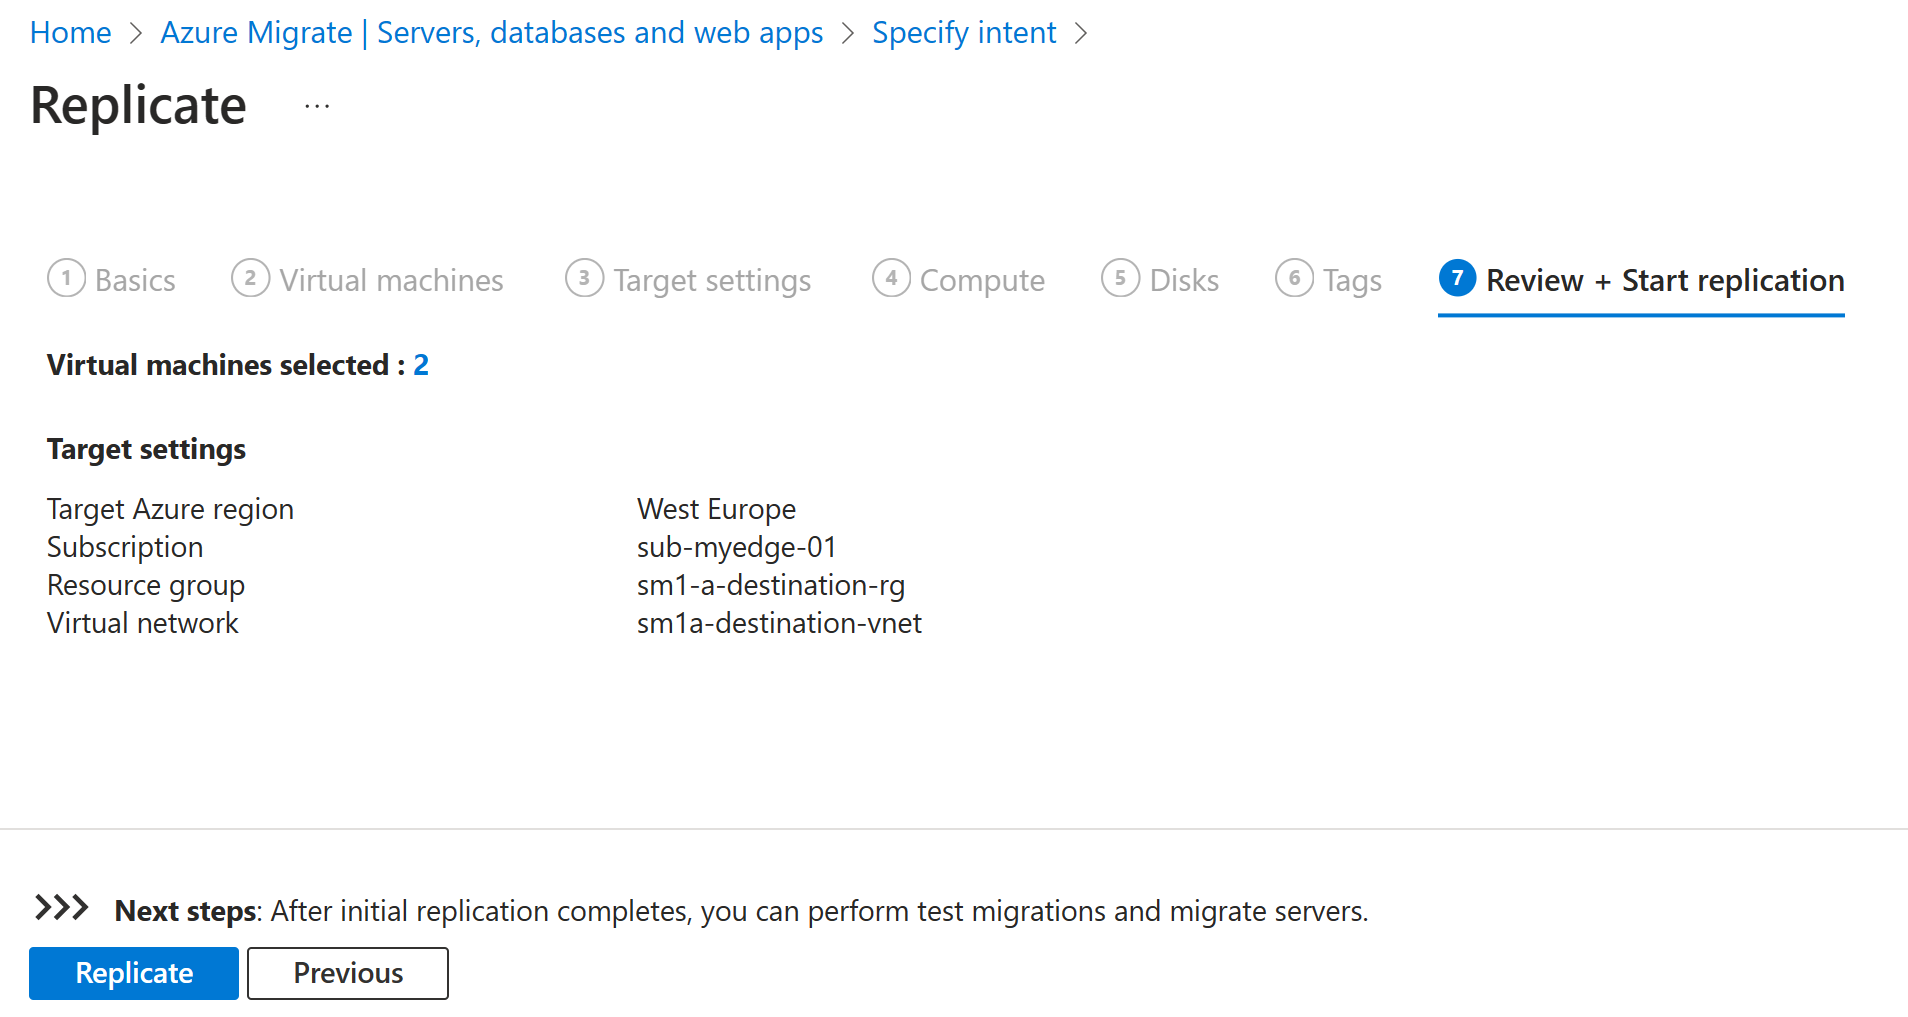 Home > Azure Migrate | Servers, databases and web apps > Specify intent >
Replicate ...
1 Basics 2 Virtual machines 3 Target settings 4 Compute 5 Disks 6 Tags 7 Review + Start replication
Virtual machines selected : 2
Target settings
Target Azure region West Europe
Subscription sub-myedge-01
Resource group sm1-a-destination-rg
Virtual network sm1a-destination-vnet
>>> Next steps: After initial replication completes, you can perform test migrations and migrate servers.
Replicate Previous